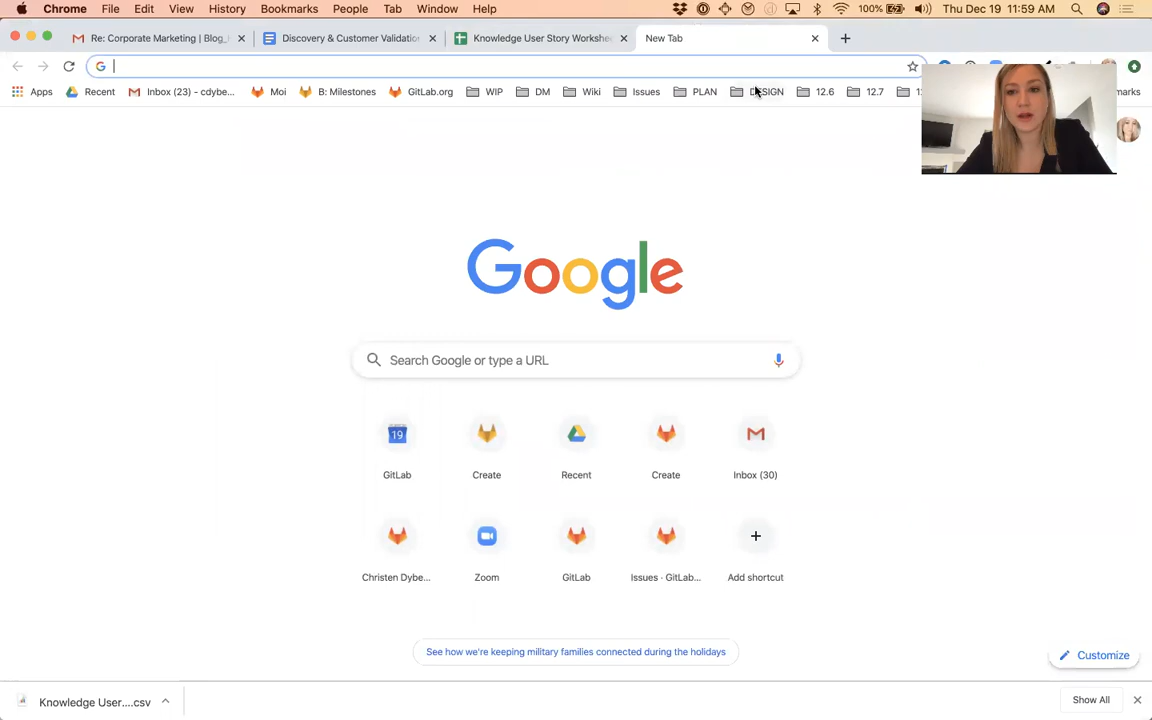 Chrome File Edit View History Bookmarks People Tab Window Help 100% Thu Dec 19 11:59 AM
Re: Corporate Marketing | Blog_ Discovery & Customer Validatio Knowledge User Story Workshe New Tab
Apps Recent Inbox (23) - cdybe... Moi B: Milestones GitLab.org WIP DM Wiki Issues PLAN DESIGN 12.6 12.7 marks
Google
Search Google or type a URL
19
GitLab Create Recent Create Inbox (30)
Christen Dybe... Zoom GitLab Issues · GitLab... Add shortcut
See how we're keeping military families connected during the holidays
Customize
Knowledge User....csv Show All